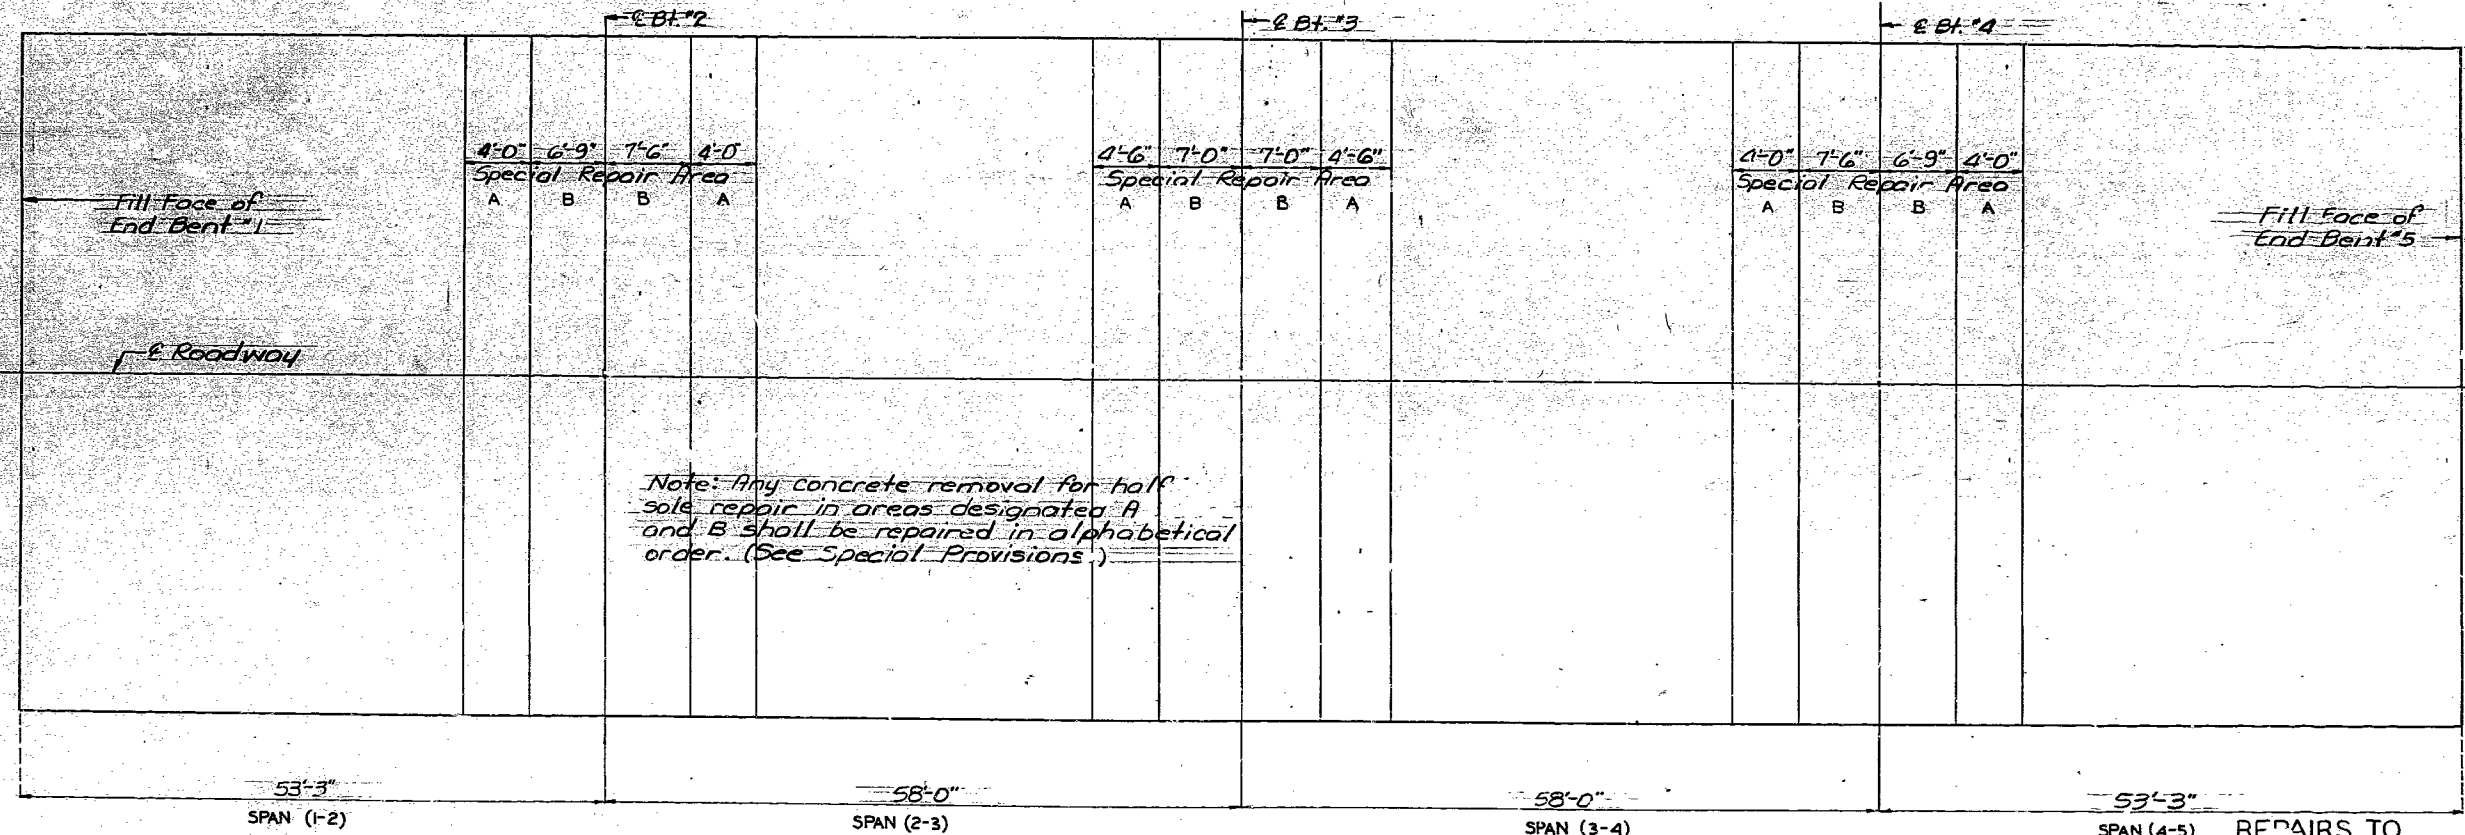 ℄ Bt. #2
℄ Bt. #3
℄ Bt. #4
4'-0" 6'-9" 7'-6" 4'-0"
Special Repair Area
A B B A
4'-6" 7'-0" 7'-0" 4'-6"
Special Repair Area
A B B A
4'-0" 7'-6" 6'-9" 4'-0"
Special Repair Area
A B B A
Fill Face of
End Bent #1
Fill Face of
End Bent #5
℄ Roadway
Note: Any concrete removal for half
sole repair in areas designated A
and B shall be repaired in alphabetical
order. (See Special Provisions)
53'-3"
58'-0"
58'-0"
53'-3"
SPAN (1-2)
SPAN (2-3)
SPAN (3-4)
SPAN (4-5)
REPAIRS TO